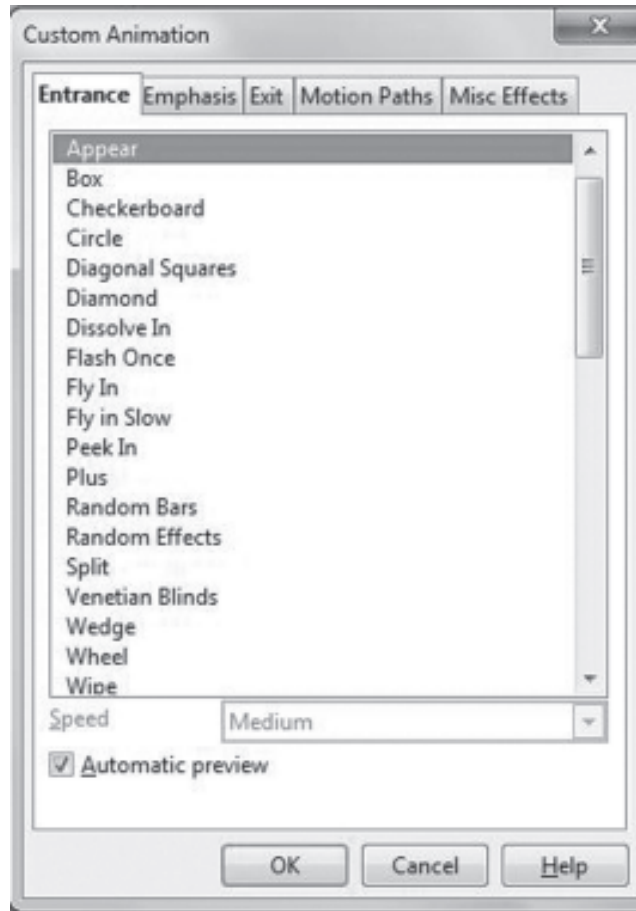 Custom Animation
Entrance Emphasis Exit Motion Paths Misc Effects
Appear
Box
Checkerboard
Circle
Diagonal Squares
Diamond
Dissolve In
Flash Once
Fly In
Fly in Slow
Peek In
Plus
Random Bars
Random Effects
Split
Venetian Blinds
Wedge
Wheel
Wipe
Speed Medium
Automatic preview
OK Cancel Help